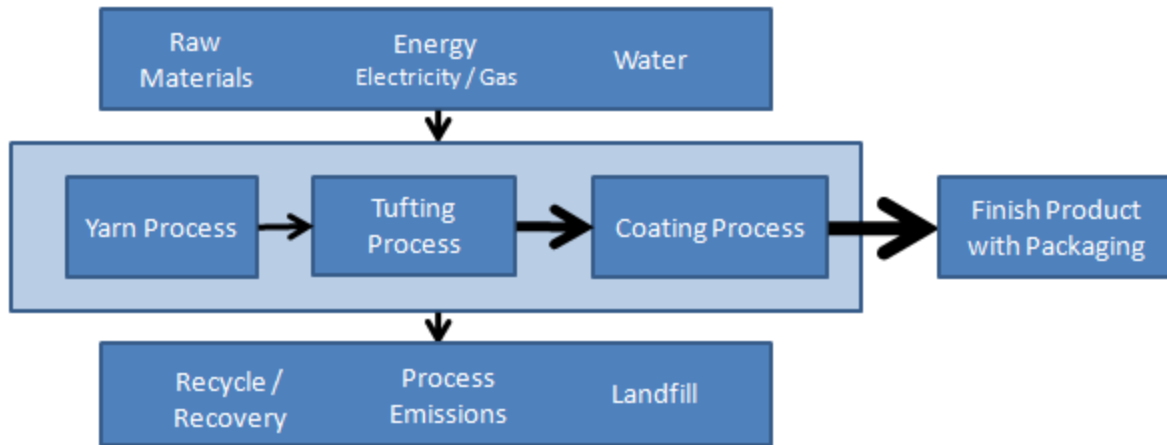 Raw
Materials
Energy
Electricity / Gas
Water
Yarn Process
Tufting
Process
Coating Process
Finish Product
with Packaging
Recycle /
Recovery
Process
Emissions
Landfill